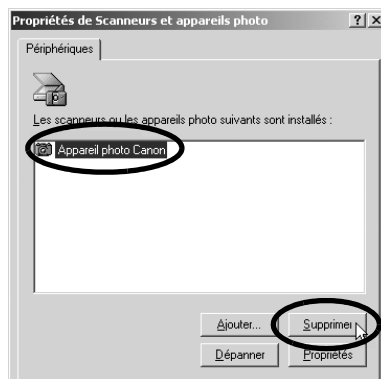 Propriétés de Scanneurs et appareils photo
Périphériques
Les scanneurs ou les appareils photo suivants sont installés :
Appareil photo Canon
Ajouter... Supprimer
Dépanner Propriétés